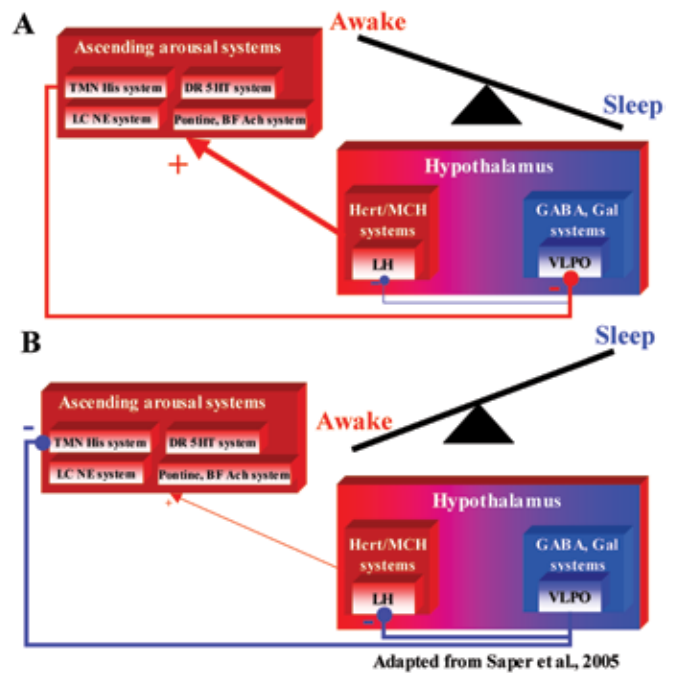 A
Awake
Ascending arousal systems
TMN His system
DR 5HT system
LC NE system
Pontine, BF Ach system
Sleep
+
Hypothalamus
Hcrt/MCH
systems
LH
GABA, Gal
systems
VLPO
-
-
B
Sleep
Ascending arousal systems
Awake
-
TMN His system
DR 5HT system
LC NE system
Pontine, BF Ach system
+
Hypothalamus
Hcrt/MCH
systems
LH
GABA, Gal
systems
VLPO
-
Adapted from Saper et al., 2005